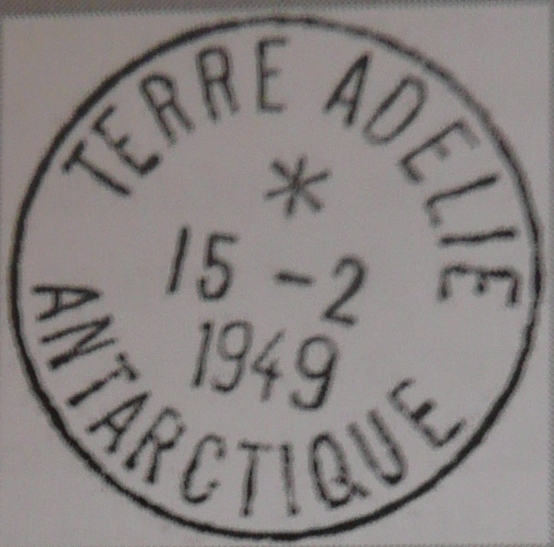 TERRE ADELIE
*
15 - 2
1949
ANTARCTIQUE